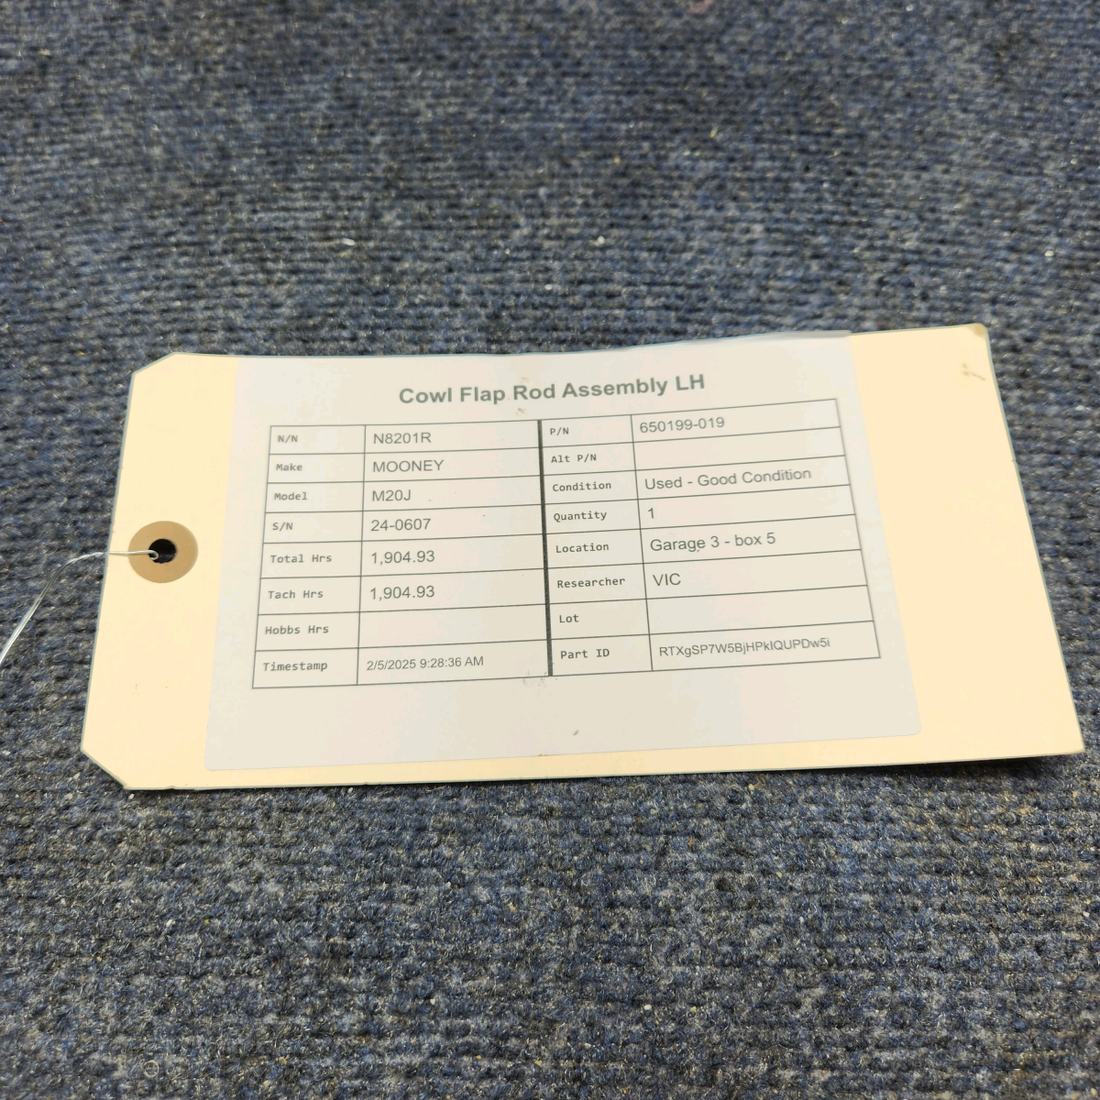 Cowl Flap Rod Assembly LH
N/N N8201R P/N 650199-019
Make MOONEY Alt P/N
Model M20J Condition Used - Good Condition
S/N 24-0607 Quantity 1
Total Hrs 1,904.93 Location Garage 3 - box 5
Tach Hrs 1,904.93 Researcher VIC
Hobbs Hrs Lot
Timestamp 2/5/2025 9:28:36 AM Part ID RTXgSP7W5BjHPkIQUPDw5i